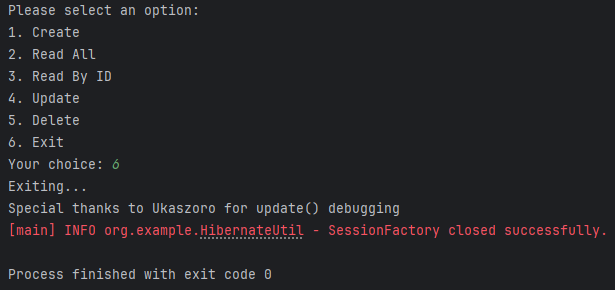 Please select an option:
1. Create
2. Read All
3. Read By ID
4. Update
5. Delete
6. Exit
Your choice: 6
Exiting...
Special thanks to Ukaszoro for update() debugging
[main] INFO org.example.HibernateUtil - SessionFactory closed successfully.
Process finished with exit code 0